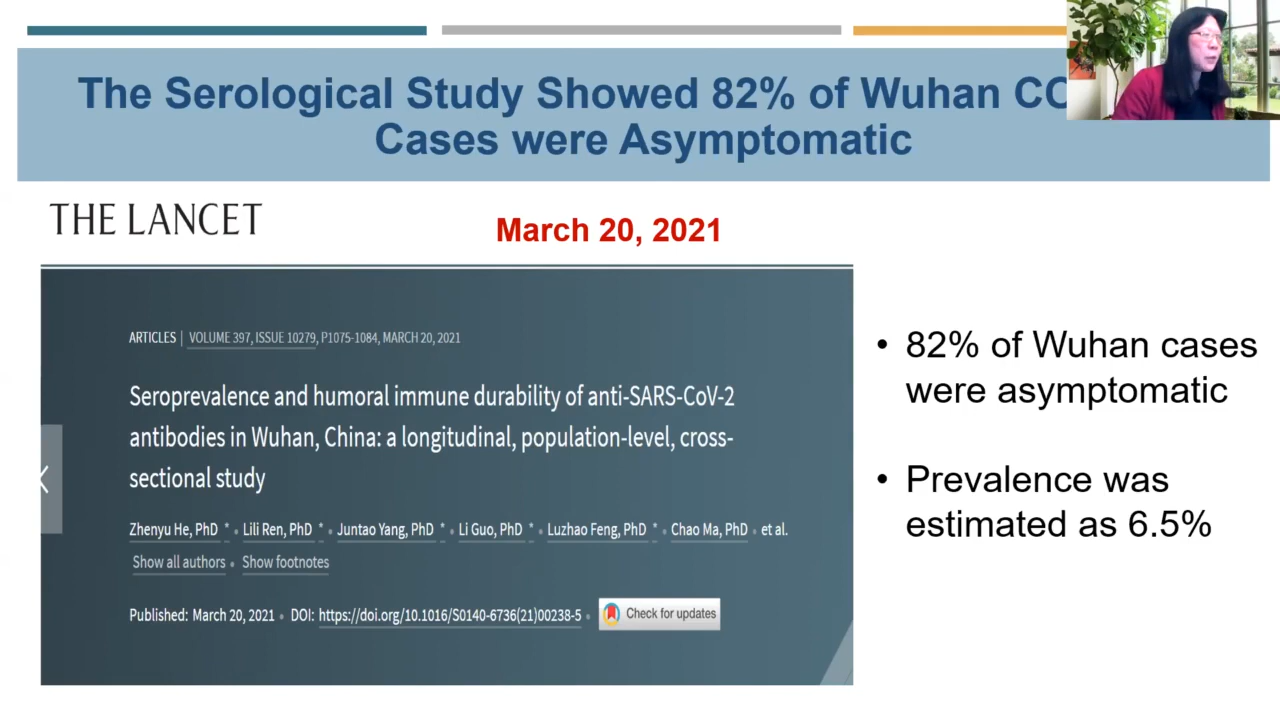 The Serological Study Showed 82% of Wuhan
Cases were Asymptomatic
THE LANCET
March 20, 2021
ARTICLES | VOLUME 397, ISSUE 10279, P1075-1084, MARCH 20, 2021
Seroprevalence and humoral immune durability of anti-SARS-CoV-2
antibodies in Wuhan, China: a longitudinal, population-level, cross-
sectional study
Zhenyu He, PhD * • Lili Ren, PhD * • Juntao Yang, PhD * • Li Guo, PhD * • Luzhao Feng, PhD * • Chao Ma, PhD • et al.
Show all authors • Show footnotes
Published: March 20, 2021 • DOI: https://doi.org/10.1016/S0140-6736(21)00238-5 •
Check for updates
• 82% of Wuhan cases
were asymptomatic
• Prevalence was
estimated as 6.5%